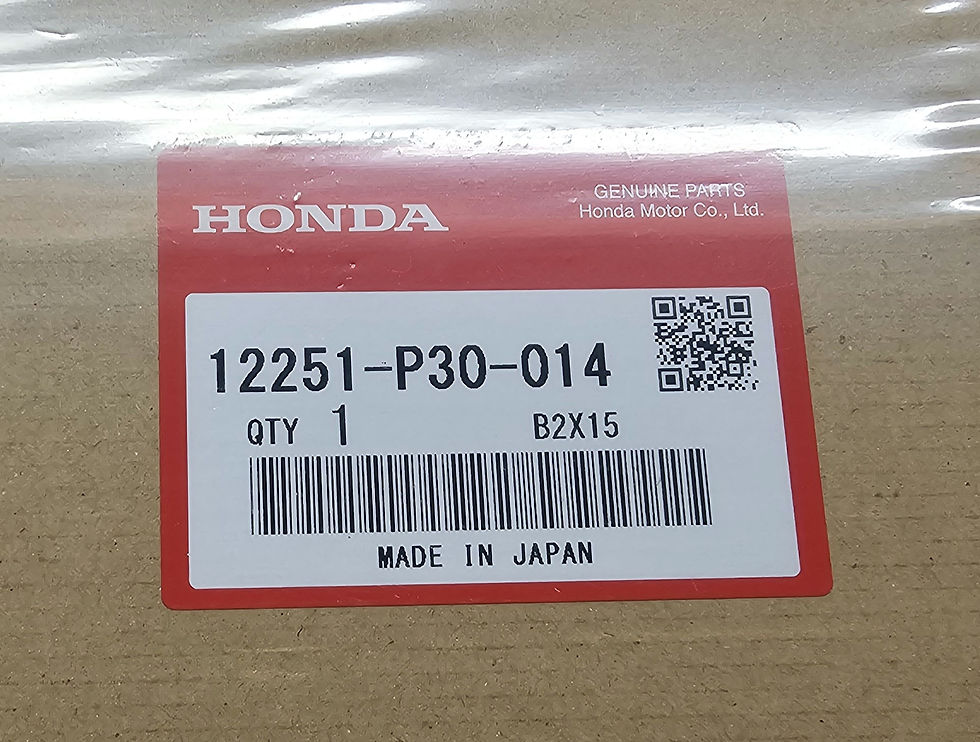 HONDA
GENUINE PARTS
Honda Motor Co., Ltd.
12251-P30-014
QTY 1 B2X15
MADE IN JAPAN